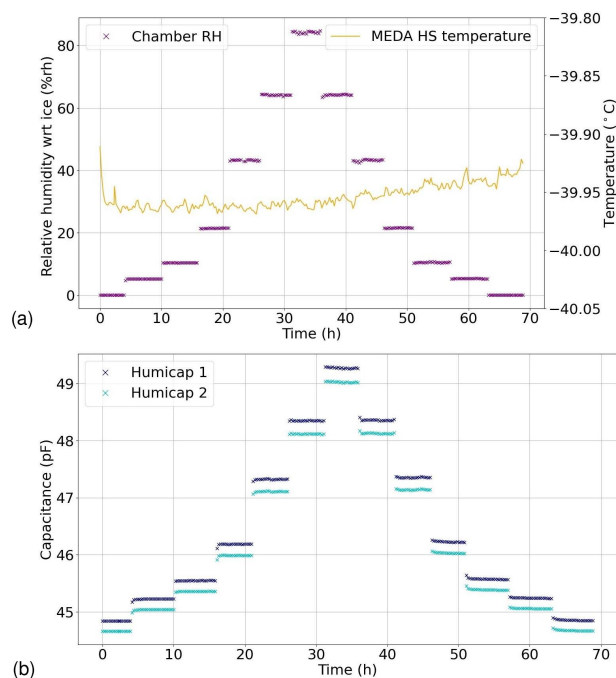 Chamber RH
MEDA HS temperature
Relative humidity wrt ice (%rh)
80
60
40
20
0
−39.80
−39.85
−39.90
−39.95
−40.00
−40.05
Temperature (°C)
0 10 20 30 40 50 60 70
Time (h)
(a)
Humicap 1
Humicap 2
Capacitance (pF)
49
48
47
46
45
0 10 20 30 40 50 60 70
Time (h)
(b)